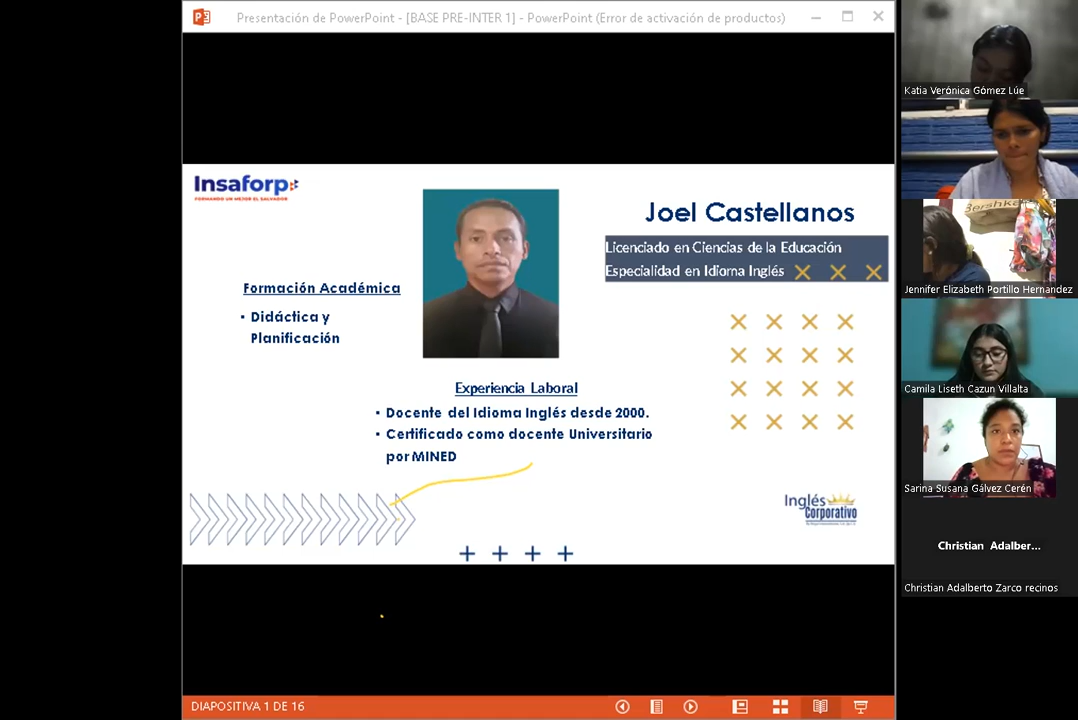 Presentación de PowerPoint - [BASE PRE-INTER 1] - PowerPoint (Error de activación de productos)
Insaforp
FORMANDO UN MEJOR EL SALVADOR
Joel Castellanos
Licenciado en Ciencias de la Educación
Especialidad en Idioma Inglés
Formación Académica
• Didáctica y
Planificación
Experiencia Laboral
• Docente del Idioma Inglés desde 2000.
• Certificado como docente Universitario
por MINED
Inglés
Corporativo
DIAPOSITIVA 1 DE 16
Katia Verónica Gómez Lúe
Bershka
Jennifer Elizabeth Portillo Hernandez
Camila Liseth Cazun Villalta
Sarina Susana Gálvez Cerén
Christian Adalber...
Christian Adalberto Zarco recinos